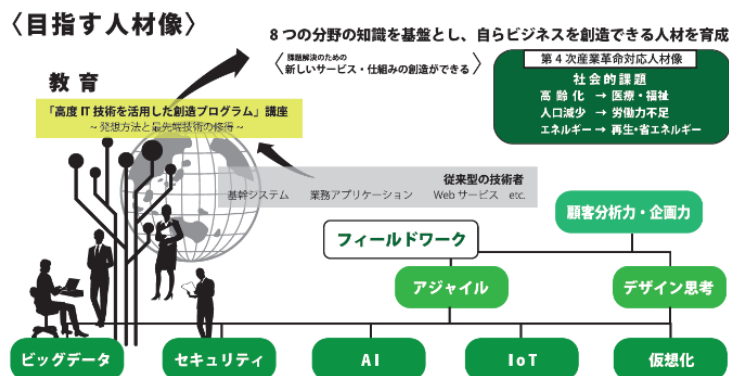 〈目指す人材像〉
8つの分野の知識を基盤とし、自らビジネスを創造できる人材を育成
課題解決のための
新しいサービス・仕組みの創造ができる
第4次産業革命対応人材像
社会的課題
高齢化 → 医療・福祉
人口減少 → 労働力不足
エネルギー → 再生・省エネルギー
教育
「高度IT技術を活用した創造プログラム」講座
~発想方法と最先端技術の修得~
従来型の技術者
基幹システム 業務アプリケーション Webサービス etc.
顧客分析力・企画力
フィールドワーク
アジャイル
デザイン思考
ビッグデータ
セキュリティ
AI
IoT
仮想化